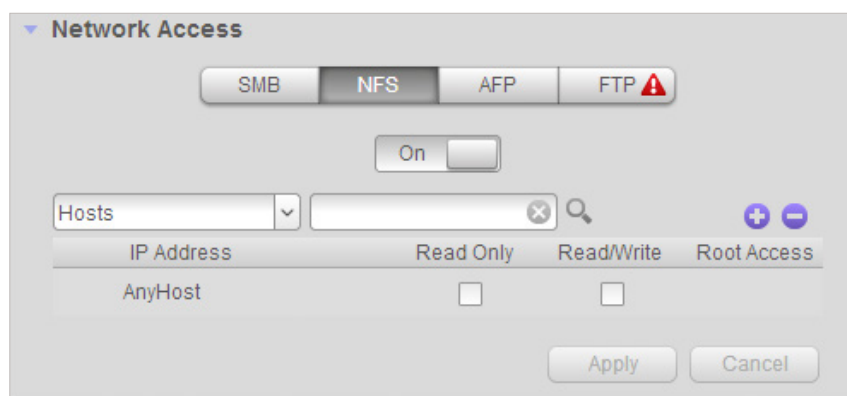 Network Access
SMB NFS AFP FTP
On
Hosts
IP Address Read Only Read/Write Root Access
AnyHost
Apply Cancel